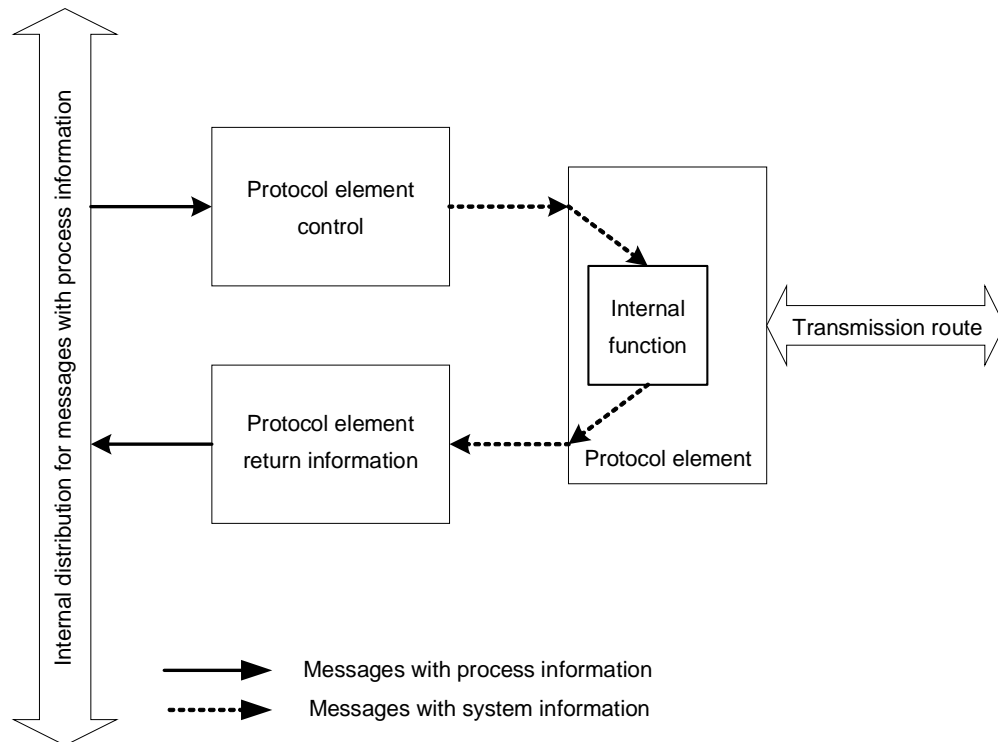 Internal distribution for messages with process information
Protocol element
control
Internal
function
Transmission route
Protocol element
return information
Protocol element
Messages with process information
Messages with system information